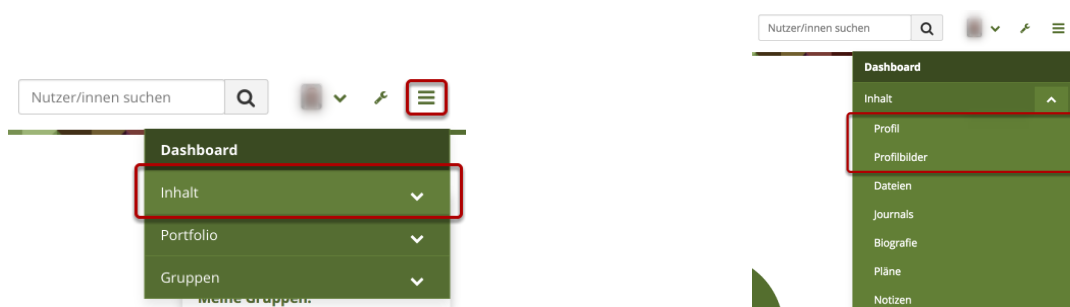 Nutzer/innen suchen
Dashboard
Inhalt
Portfolio
Gruppen
Meine Gruppen:
Nutzer/innen suchen
Dashboard
Inhalt
Profil
Profilbilder
Dateien
Journals
Biografie
Pläne
Notizen